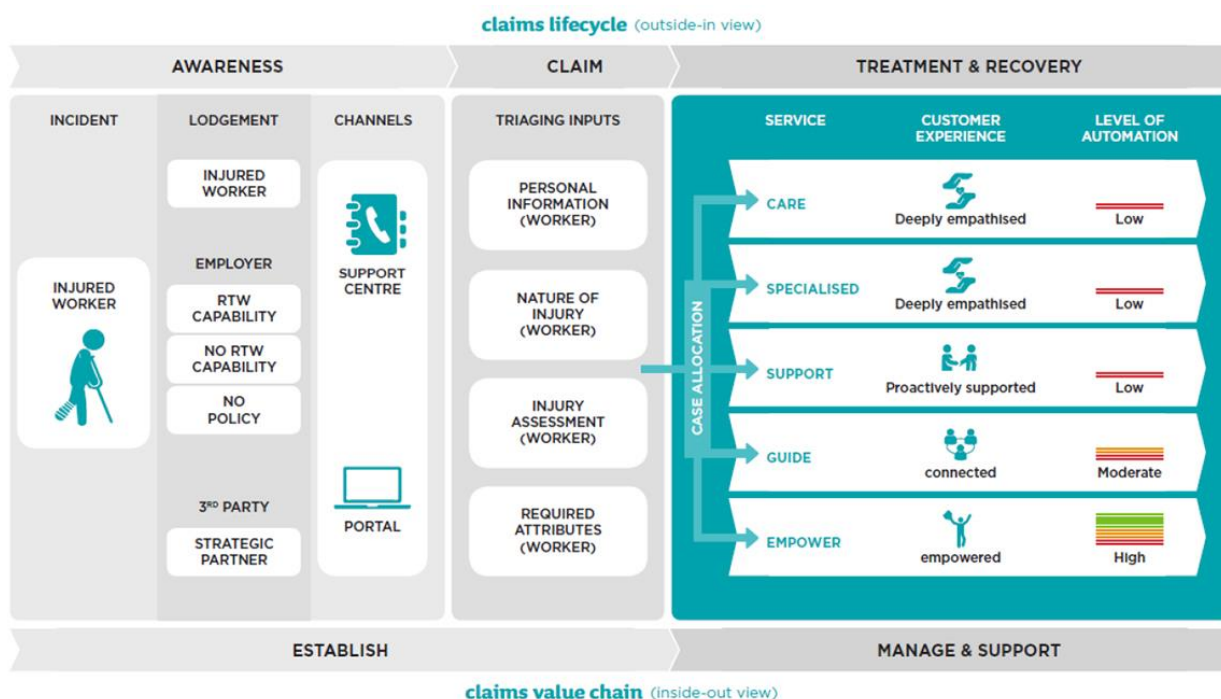 claims lifecycle (outside-in view)
AWARENESS
CLAIM
TREATMENT & RECOVERY
INCIDENT
INJURED
WORKER
LODGEMENT
INJURED
WORKER
EMPLOYER
RTW
CAPABILITY
NO RTW
CAPABILITY
NO
POLICY
3RD PARTY
STRATEGIC
PARTNER
CHANNELS
SUPPORT
CENTRE
PORTAL
TRIAGING INPUTS
PERSONAL
INFORMATION
(WORKER)
NATURE OF
INJURY
(WORKER)
INJURY
ASSESSMENT
(WORKER)
REQUIRED
ATTRIBUTES
(WORKER)
CASE ALLOCATION
SERVICE
CUSTOMER
EXPERIENCE
LEVEL OF
AUTOMATION
CARE
Deeply empathised
Low
SPECIALISED
Deeply empathised
Low
SUPPORT
Proactively supported
Low
GUIDE
connected
Moderate
EMPOWER
empowered
High
ESTABLISH
MANAGE & SUPPORT
claims value chain (inside-out view)